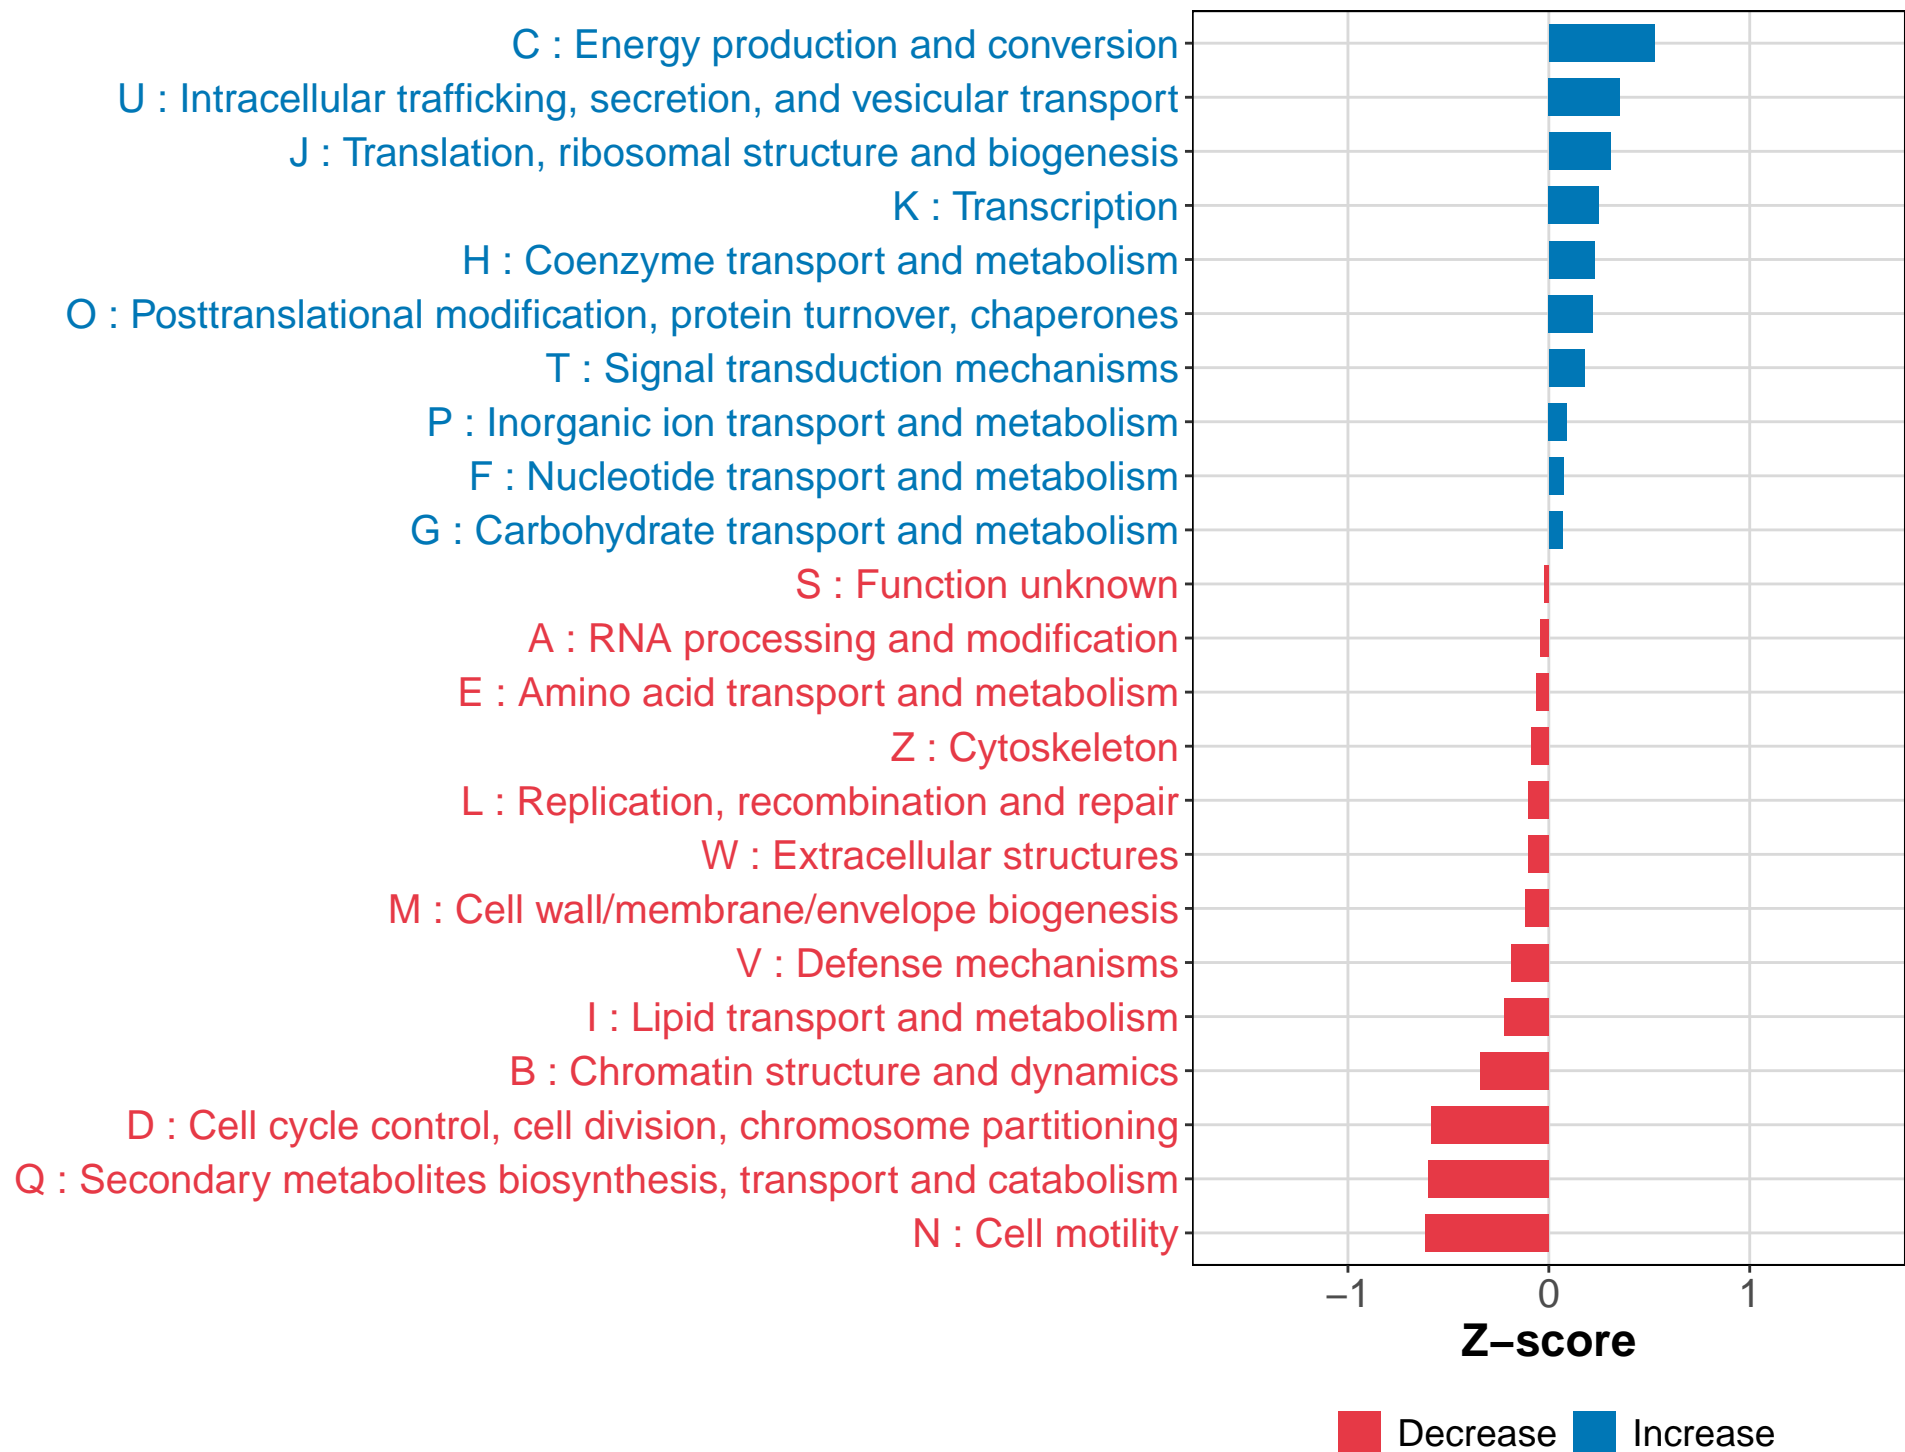 C : Energy production and conversion
U : Intracellular trafficking, secretion, and vesicular transport
J : Translation, ribosomal structure and biogenesis
K : Transcription
H : Coenzyme transport and metabolism
O : Posttranslational modification, protein turnover, chaperones
T : Signal transduction mechanisms
P : Inorganic ion transport and metabolism
F : Nucleotide transport and metabolism
G : Carbohydrate transport and metabolism
S : Function unknown
A : RNA processing and modification
E : Amino acid transport and metabolism
Z : Cytoskeleton
L : Replication, recombination and repair
W : Extracellular structures
M : Cell wall/membrane/envelope biogenesis
V : Defense mechanisms
I : Lipid transport and metabolism
B : Chromatin structure and dynamics
D : Cell cycle control, cell division, chromosome partitioning
Q : Secondary metabolites biosynthesis, transport and catabolism
N : Cell motility
−1 0 1
Z−score
Decrease Increase